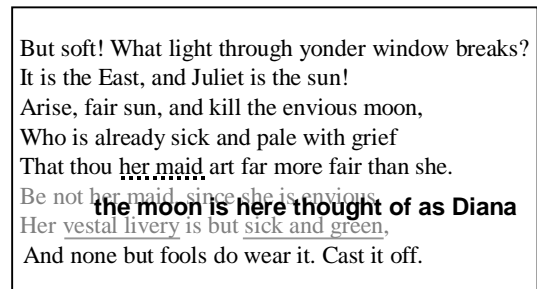 But soft! What light through yonder window breaks?
It is the East, and Juliet is the sun!
Arise, fair sun, and kill the envious moon,
Who is already sick and pale with grief
That thou her maid art far more fair than she.
Be not her maid, since she is envious,
the moon is here thought of as Diana
Her vestal livery is but sick and green,
And none but fools do wear it. Cast it off.